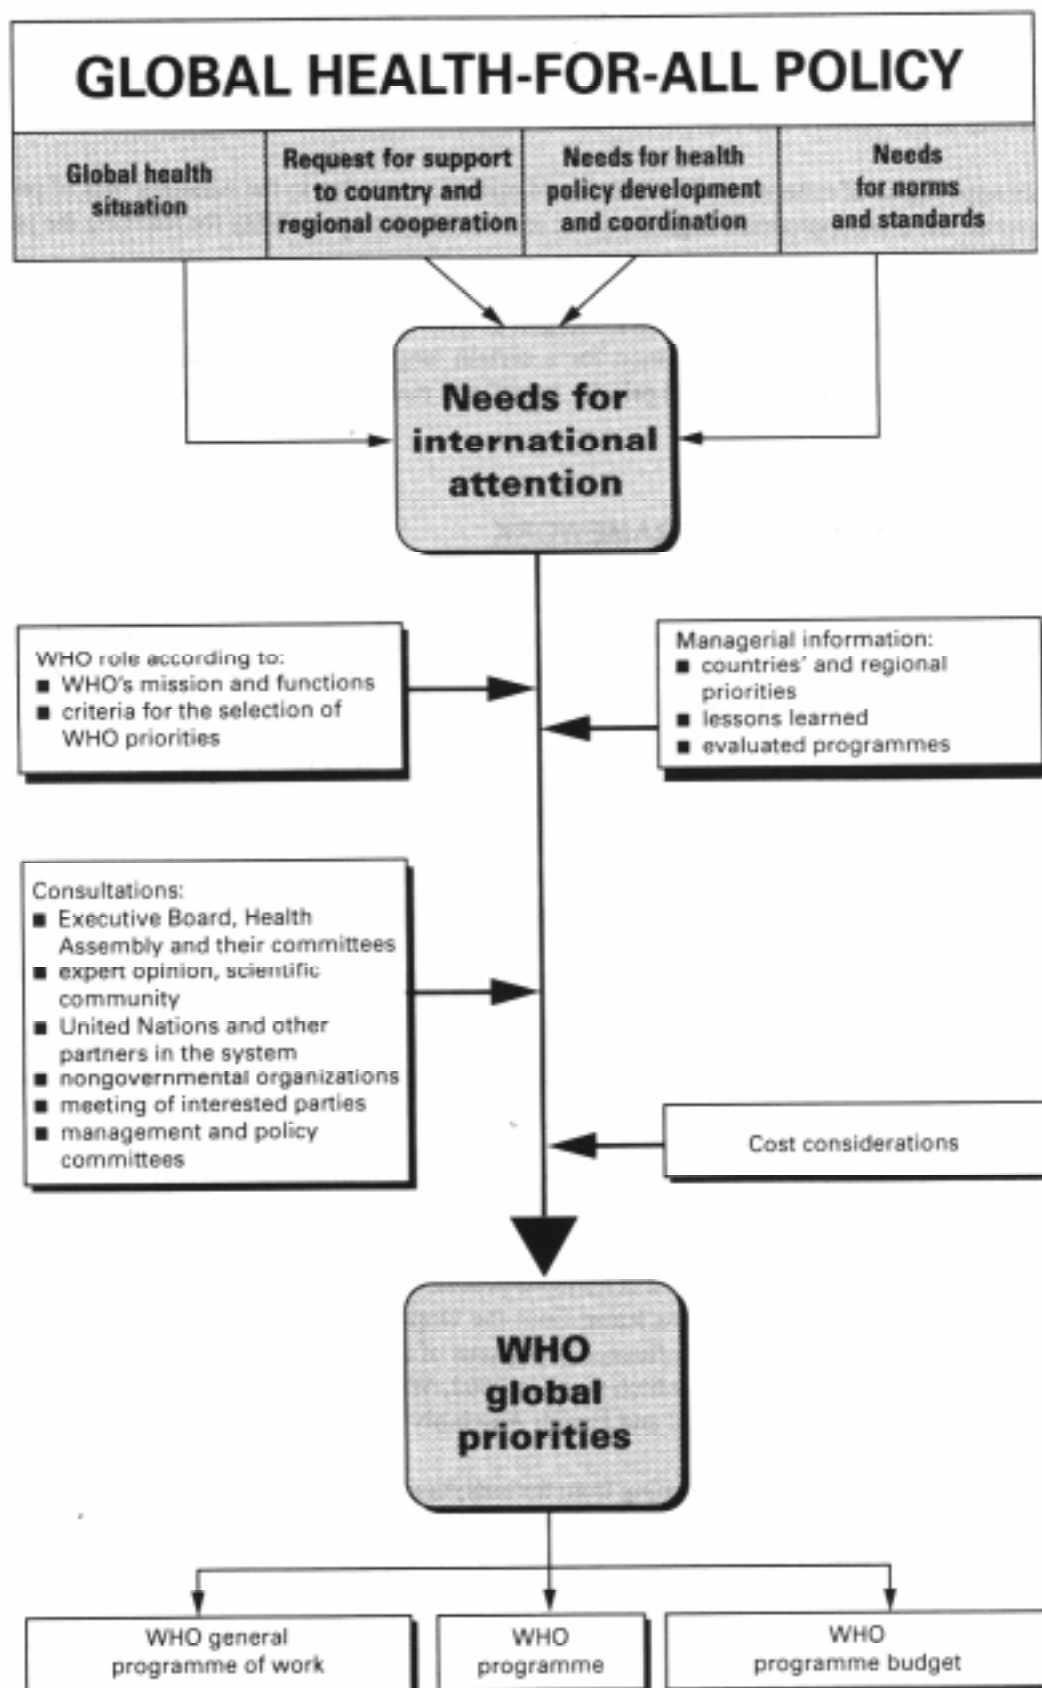 GLOBAL HEALTH-FOR-ALL POLICY
Global health
situation
Request for support
to country and
regional cooperation
Needs for health
policy development
and coordination
Needs
for norms
and standards
Needs for
international
attention
WHO role according to:
■ WHO's mission and functions
■ criteria for the selection of
WHO priorities
Managerial information:
■ countries' and regional
priorities
■ lessons learned
■ evaluated programmes
Consultations:
■ Executive Board, Health
Assembly and their committees
■ expert opinion, scientific
community
■ United Nations and other
partners in the system
■ nongovernmental organizations
■ meeting of interested parties
■ management and policy
committees
Cost considerations
WHO
global
priorities
WHO general
programme of work
WHO
programme
WHO
programme budget